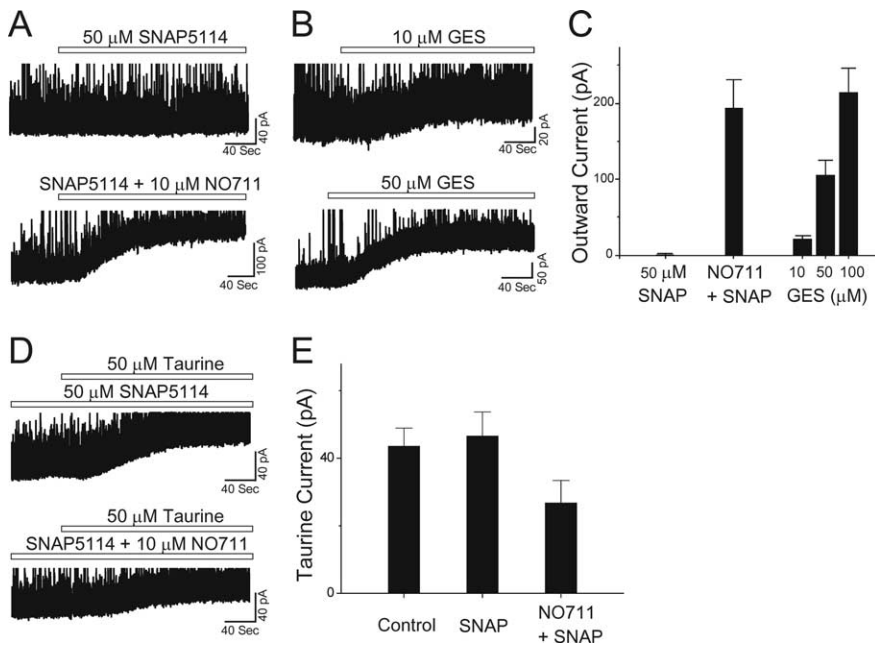 A
50 μM SNAP5114
40 pA
40 Sec
SNAP5114 + 10 μM NO711
100 pA
40 Sec
B
10 μM GES
20 pA
40 Sec
50 μM GES
50 pA
40 Sec
C
Outward Current (pA)
200
100
0
50 μM
SNAP
NO711
+ SNAP
10 50 100
GES (μM)
D
50 μM Taurine
50 μM SNAP5114
40 pA
40 Sec
50 μM Taurine
SNAP5114 + 10 μM NO711
40 pA
40 Sec
E
Taurine Current (pA)
40
0
Control
SNAP
NO711
+ SNAP